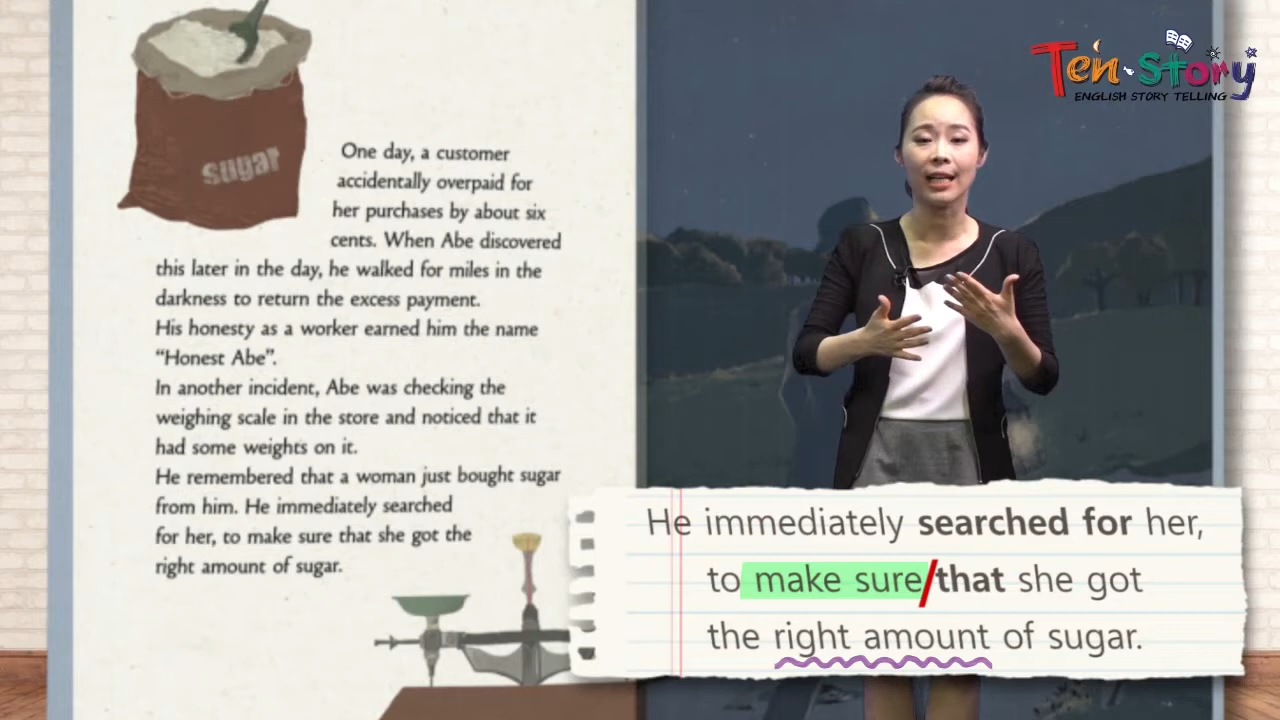 sugar
One day, a customer
accidentally overpaid for
her purchases by about six
cents. When Abe discovered
this later in the day, he walked for miles in the
darkness to return the excess payment.
His honesty as a worker earned him the name
“Honest Abe”.
In another incident, Abe was checking the
weighing scale in the store and noticed that it
had some weights on it.
He remembered that a woman just bought sugar
from him. He immediately searched
for her, to make sure that she got the
right amount of sugar.
Ten Story
ENGLISH STORY TELLING
He immediately searched for her,
to make sure/that she got
the right amount of sugar.